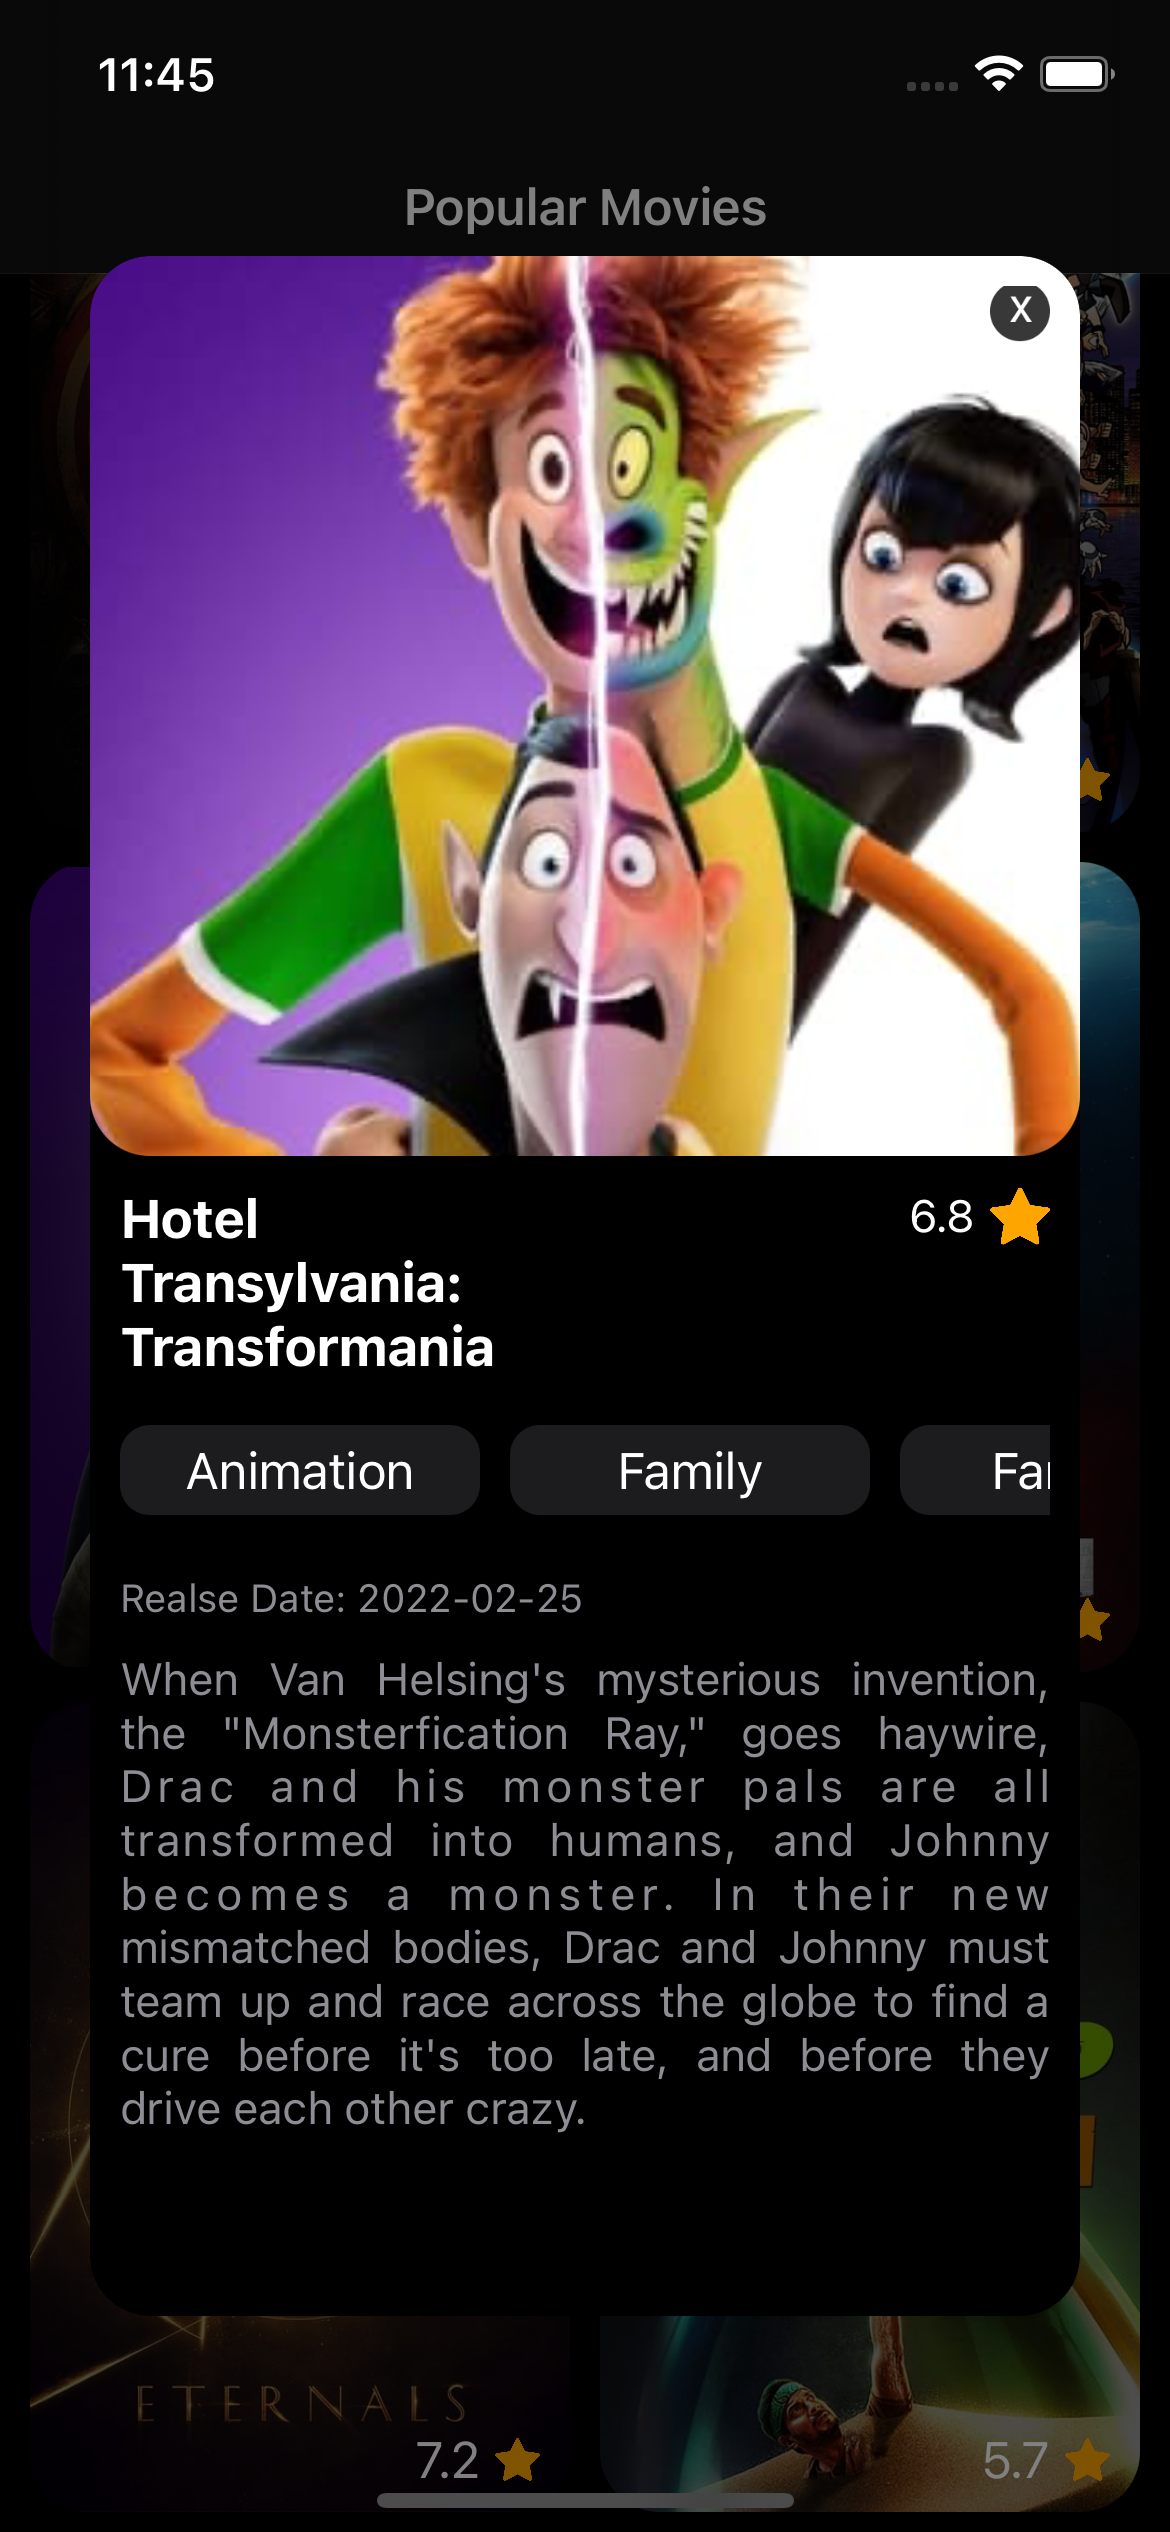 11:45
Popular Movies
X
Hotel
Transylvania:
Transformania
6.8
Animation
Family
Realse Date: 2022-02-25
When Van Helsing's mysterious invention,
the "Monsterfication Ray," goes haywire,
Drac and his monster pals are all
transformed into humans, and Johnny
becomes a monster. In their new
mismatched bodies, Drac and Johnny must
team up and race across the globe to find a
cure before it's too late, and before they
drive each other crazy.
ETERNALS
7.2
5.7